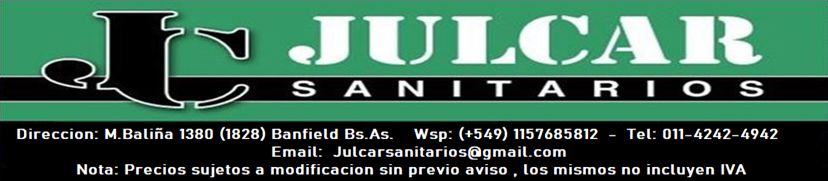 JC JULCAR
SANITARIOS
Direccion: M.Baliña 1380 (1828) Banfield Bs.As. Wsp: (+549) 1157685812 - Tel: 011-4242-4942
Email: Julcarsanitarios@gmail.com
Nota: Precios sujetos a modificacion sin previo aviso , los mismos no incluyen IVA